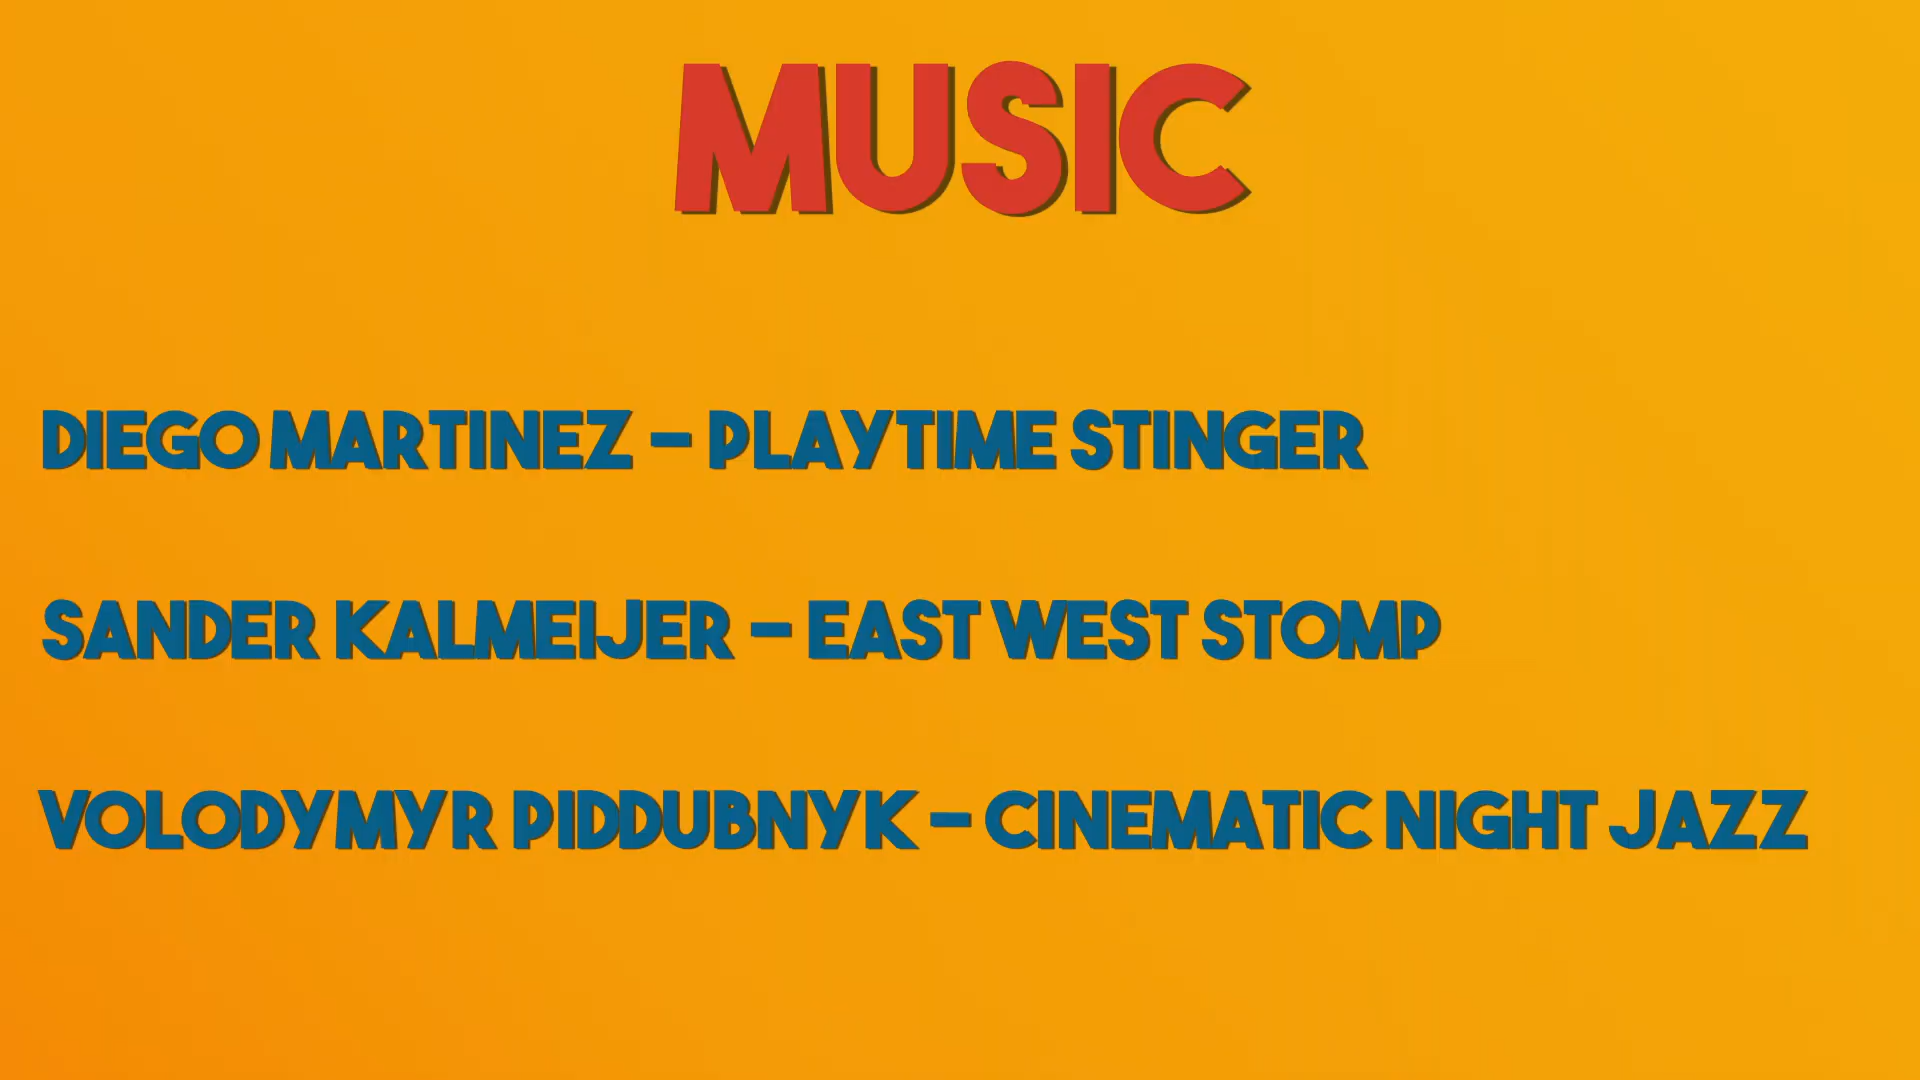 MUSIC
DIEGO MARTINEZ – PLAYTIME STINGER
SANDER KALMEIJER – EAST WEST STOMP
VOLODYMYR PIDDUBNYK – CINEMATIC NIGHT JAZZ